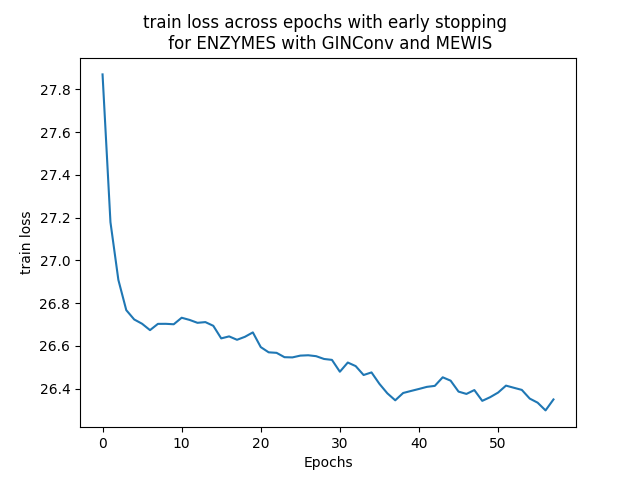 train loss across epochs with early stopping
for ENZYMES with GINConv and MEWIS
27.8
27.6
27.4
27.2
27.0
26.8
26.6
26.4
train loss
0 10 20 30 40 50
Epochs